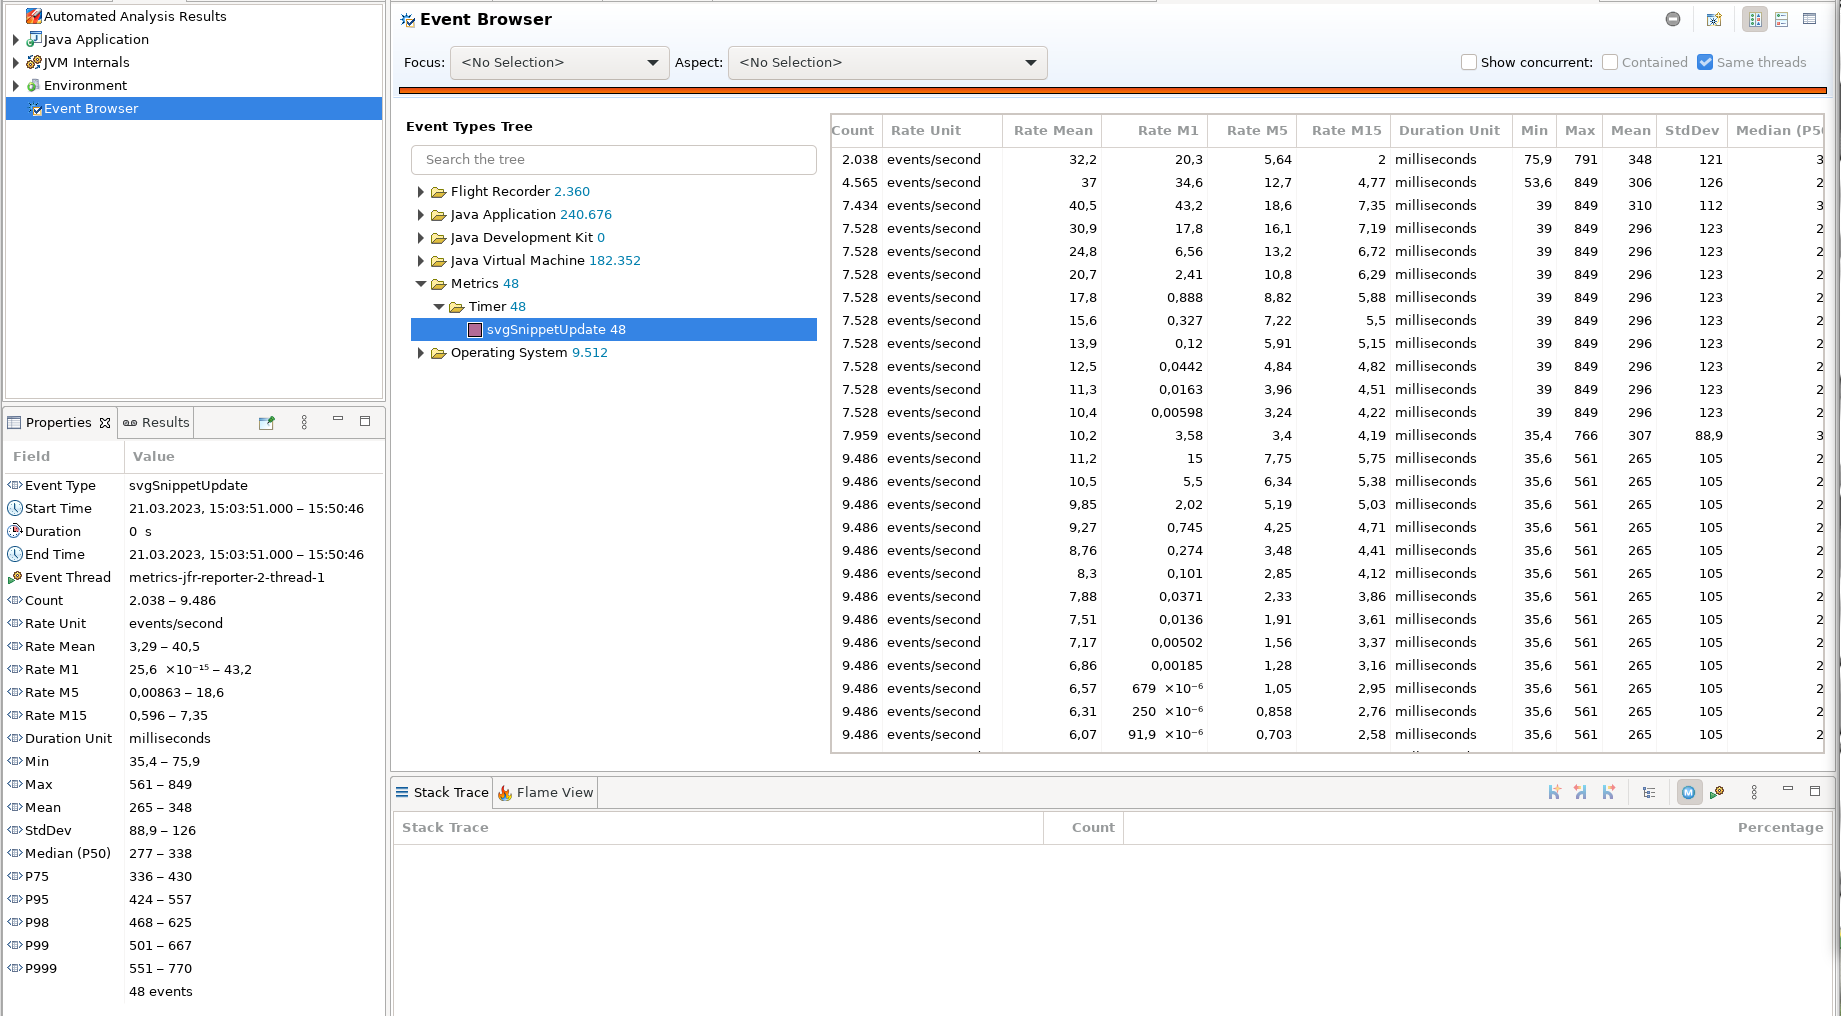 Automated Analysis Results
Java Application
JVM Internals
Environment
Event Browser
Properties
Results
Field Value
Event Type svgSnippetUpdate
Start Time 21.03.2023, 15:03:51.000 – 15:50:46
Duration 0 s
End Time 21.03.2023, 15:03:51.000 – 15:50:46
Event Thread metrics-jfr-reporter-2-thread-1
Count 2.038 – 9.486
Rate Unit events/second
Rate Mean 3,29 – 40,5
Rate M1 25,6 ×10⁻¹⁵ – 43,2
Rate M5 0,00863 – 18,6
Rate M15 0,596 – 7,35
Duration Unit milliseconds
Min 35,4 – 75,9
Max 561 – 849
Mean 265 – 348
StdDev 88,9 – 126
Median (P50) 277 – 338
P75 336 – 430
P95 424 – 557
P98 468 – 625
P99 501 – 667
P999 551 – 770
48 events
Event Browser
Focus: <No Selection> Aspect: <No Selection> Show concurrent: Contained Same threads
Event Types Tree
Search the tree
Flight Recorder 2.360
Java Application 240.676
Java Development Kit 0
Java Virtual Machine 182.352
Metrics 48
Timer 48
svgSnippetUpdate 48
Operating System 9.512
Count Rate Unit Rate Mean Rate M1 Rate M5 Rate M15 Duration Unit Min Max Mean StdDev Median (P5
2.038 events/second 32,2 20,3 5,64 2 milliseconds 75,9 791 348 121 3
4.565 events/second 37 34,6 12,7 4,77 milliseconds 53,6 849 306 126 2
7.434 events/second 40,5 43,2 18,6 7,35 milliseconds 39 849 310 112 3
7.528 events/second 30,9 17,8 16,1 7,19 milliseconds 39 849 296 123 2
7.528 events/second 24,8 6,56 13,2 6,72 milliseconds 39 849 296 123 2
7.528 events/second 20,7 2,41 10,8 6,29 milliseconds 39 849 296 123 2
7.528 events/second 17,8 0,888 8,82 5,88 milliseconds 39 849 296 123 2
7.528 events/second 15,6 0,327 7,22 5,5 milliseconds 39 849 296 123 2
7.528 events/second 13,9 0,12 5,91 5,15 milliseconds 39 849 296 123 2
7.528 events/second 12,5 0,0442 4,84 4,82 milliseconds 39 849 296 123 2
7.528 events/second 11,3 0,0163 3,96 4,51 milliseconds 39 849 296 123 2
7.528 events/second 10,4 0,00598 3,24 4,22 milliseconds 39 849 296 123 2
7.959 events/second 10,2 3,58 3,4 4,19 milliseconds 35,4 766 307 88,9 3
9.486 events/second 11,2 15 7,75 5,75 milliseconds 35,6 561 265 105 2
9.486 events/second 10,5 5,5 6,34 5,38 milliseconds 35,6 561 265 105 2
9.486 events/second 9,85 2,02 5,19 5,03 milliseconds 35,6 561 265 105 2
9.486 events/second 9,27 0,745 4,25 4,71 milliseconds 35,6 561 265 105 2
9.486 events/second 8,76 0,274 3,48 4,41 milliseconds 35,6 561 265 105 2
9.486 events/second 8,3 0,101 2,85 4,12 milliseconds 35,6 561 265 105 2
9.486 events/second 7,88 0,0371 2,33 3,86 milliseconds 35,6 561 265 105 2
9.486 events/second 7,51 0,0136 1,91 3,61 milliseconds 35,6 561 265 105 2
9.486 events/second 7,17 0,00502 1,56 3,37 milliseconds 35,6 561 265 105 2
9.486 events/second 6,86 0,00185 1,28 3,16 milliseconds 35,6 561 265 105 2
9.486 events/second 6,57 679 ×10⁻⁶ 1,05 2,95 milliseconds 35,6 561 265 105 2
9.486 events/second 6,31 250 ×10⁻⁶ 0,858 2,76 milliseconds 35,6 561 265 105 2
9.486 events/second 6,07 91,9 ×10⁻⁶ 0,703 2,58 milliseconds 35,6 561 265 105 2
Stack Trace
Flame View
Stack Trace Count Percentage